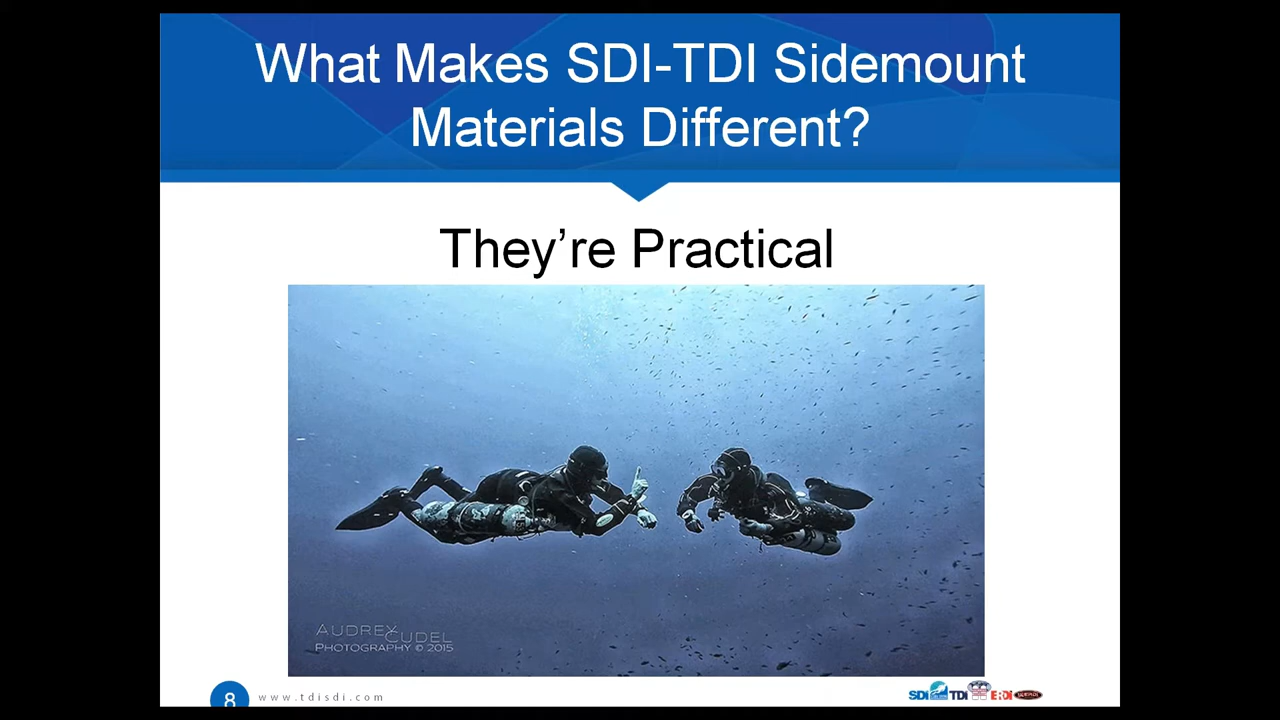 What Makes SDI-TDI Sidemount
Materials Different?
They’re Practical
AUDREY
CUDEL
PHOTOGRAPHY © 2015
8
www.tdisdi.com
SDI TDI ERDi